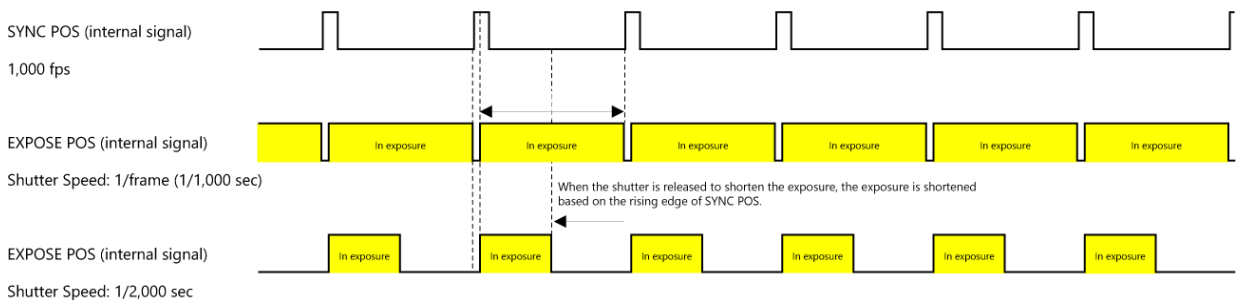 SYNC POS (internal signal)
1,000 fps
EXPOSE POS (internal signal)
In exposure
In exposure
In exposure
In exposure
In exposure
In exposure
Shutter Speed: 1/frame (1/1,000 sec)
When the shutter is released to shorten the exposure, the exposure is shortened
based on the rising edge of SYNC POS.
EXPOSE POS (internal signal)
In exposure
In exposure
In exposure
In exposure
In exposure
In exposure
Shutter Speed: 1/2,000 sec